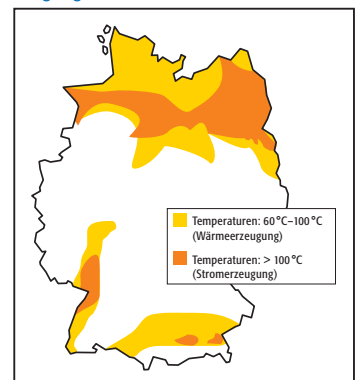 Temperaturen: 60°C–100°C
(Wärmeerzeugung)
Temperaturen: > 100°C
(Stromerzeugung)